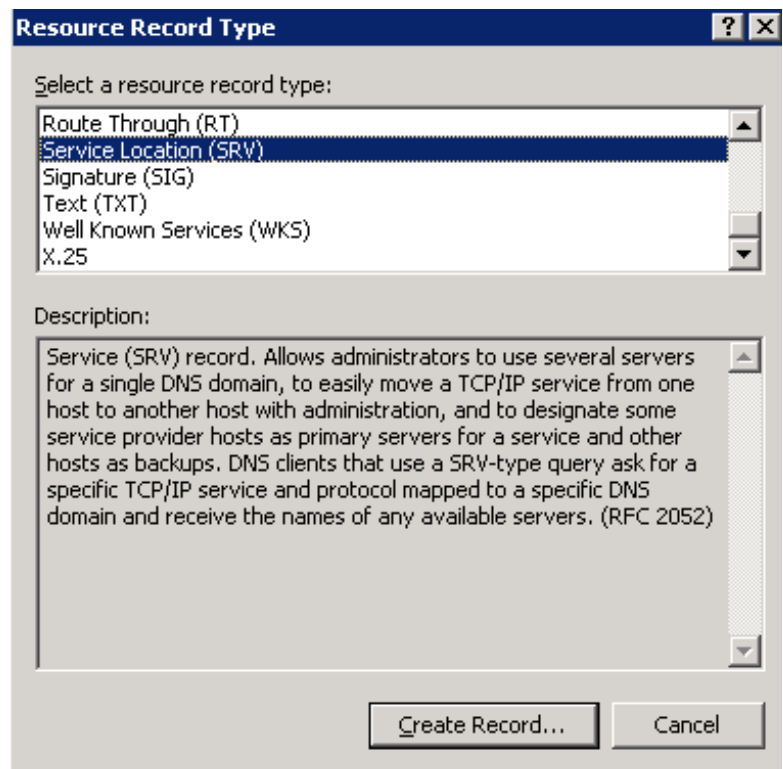 Resource Record Type
Select a resource record type:
Route Through (RT)
Service Location (SRV)
Signature (SIG)
Text (TXT)
Well Known Services (WKS)
X.25
Description:
Service (SRV) record. Allows administrators to use several servers
for a single DNS domain, to easily move a TCP/IP service from one
host to another host with administration, and to designate some
service provider hosts as primary servers for a service and other
hosts as backups. DNS clients that use a SRV-type query ask for a
specific TCP/IP service and protocol mapped to a specific DNS
domain and receive the names of any available servers. (RFC 2052)
Create Record...
Cancel